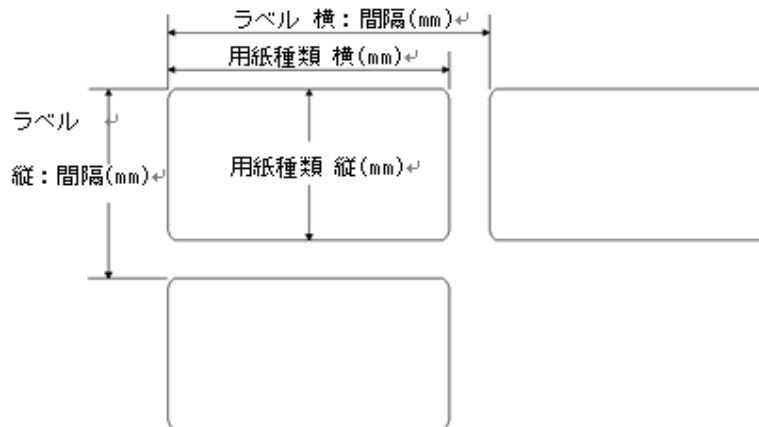 ラベル 横：間隔(mm)↵
用紙種類 横(mm)↵
ラベル ↵
縦：間隔(mm)↵
用紙種類 縦(mm)↵